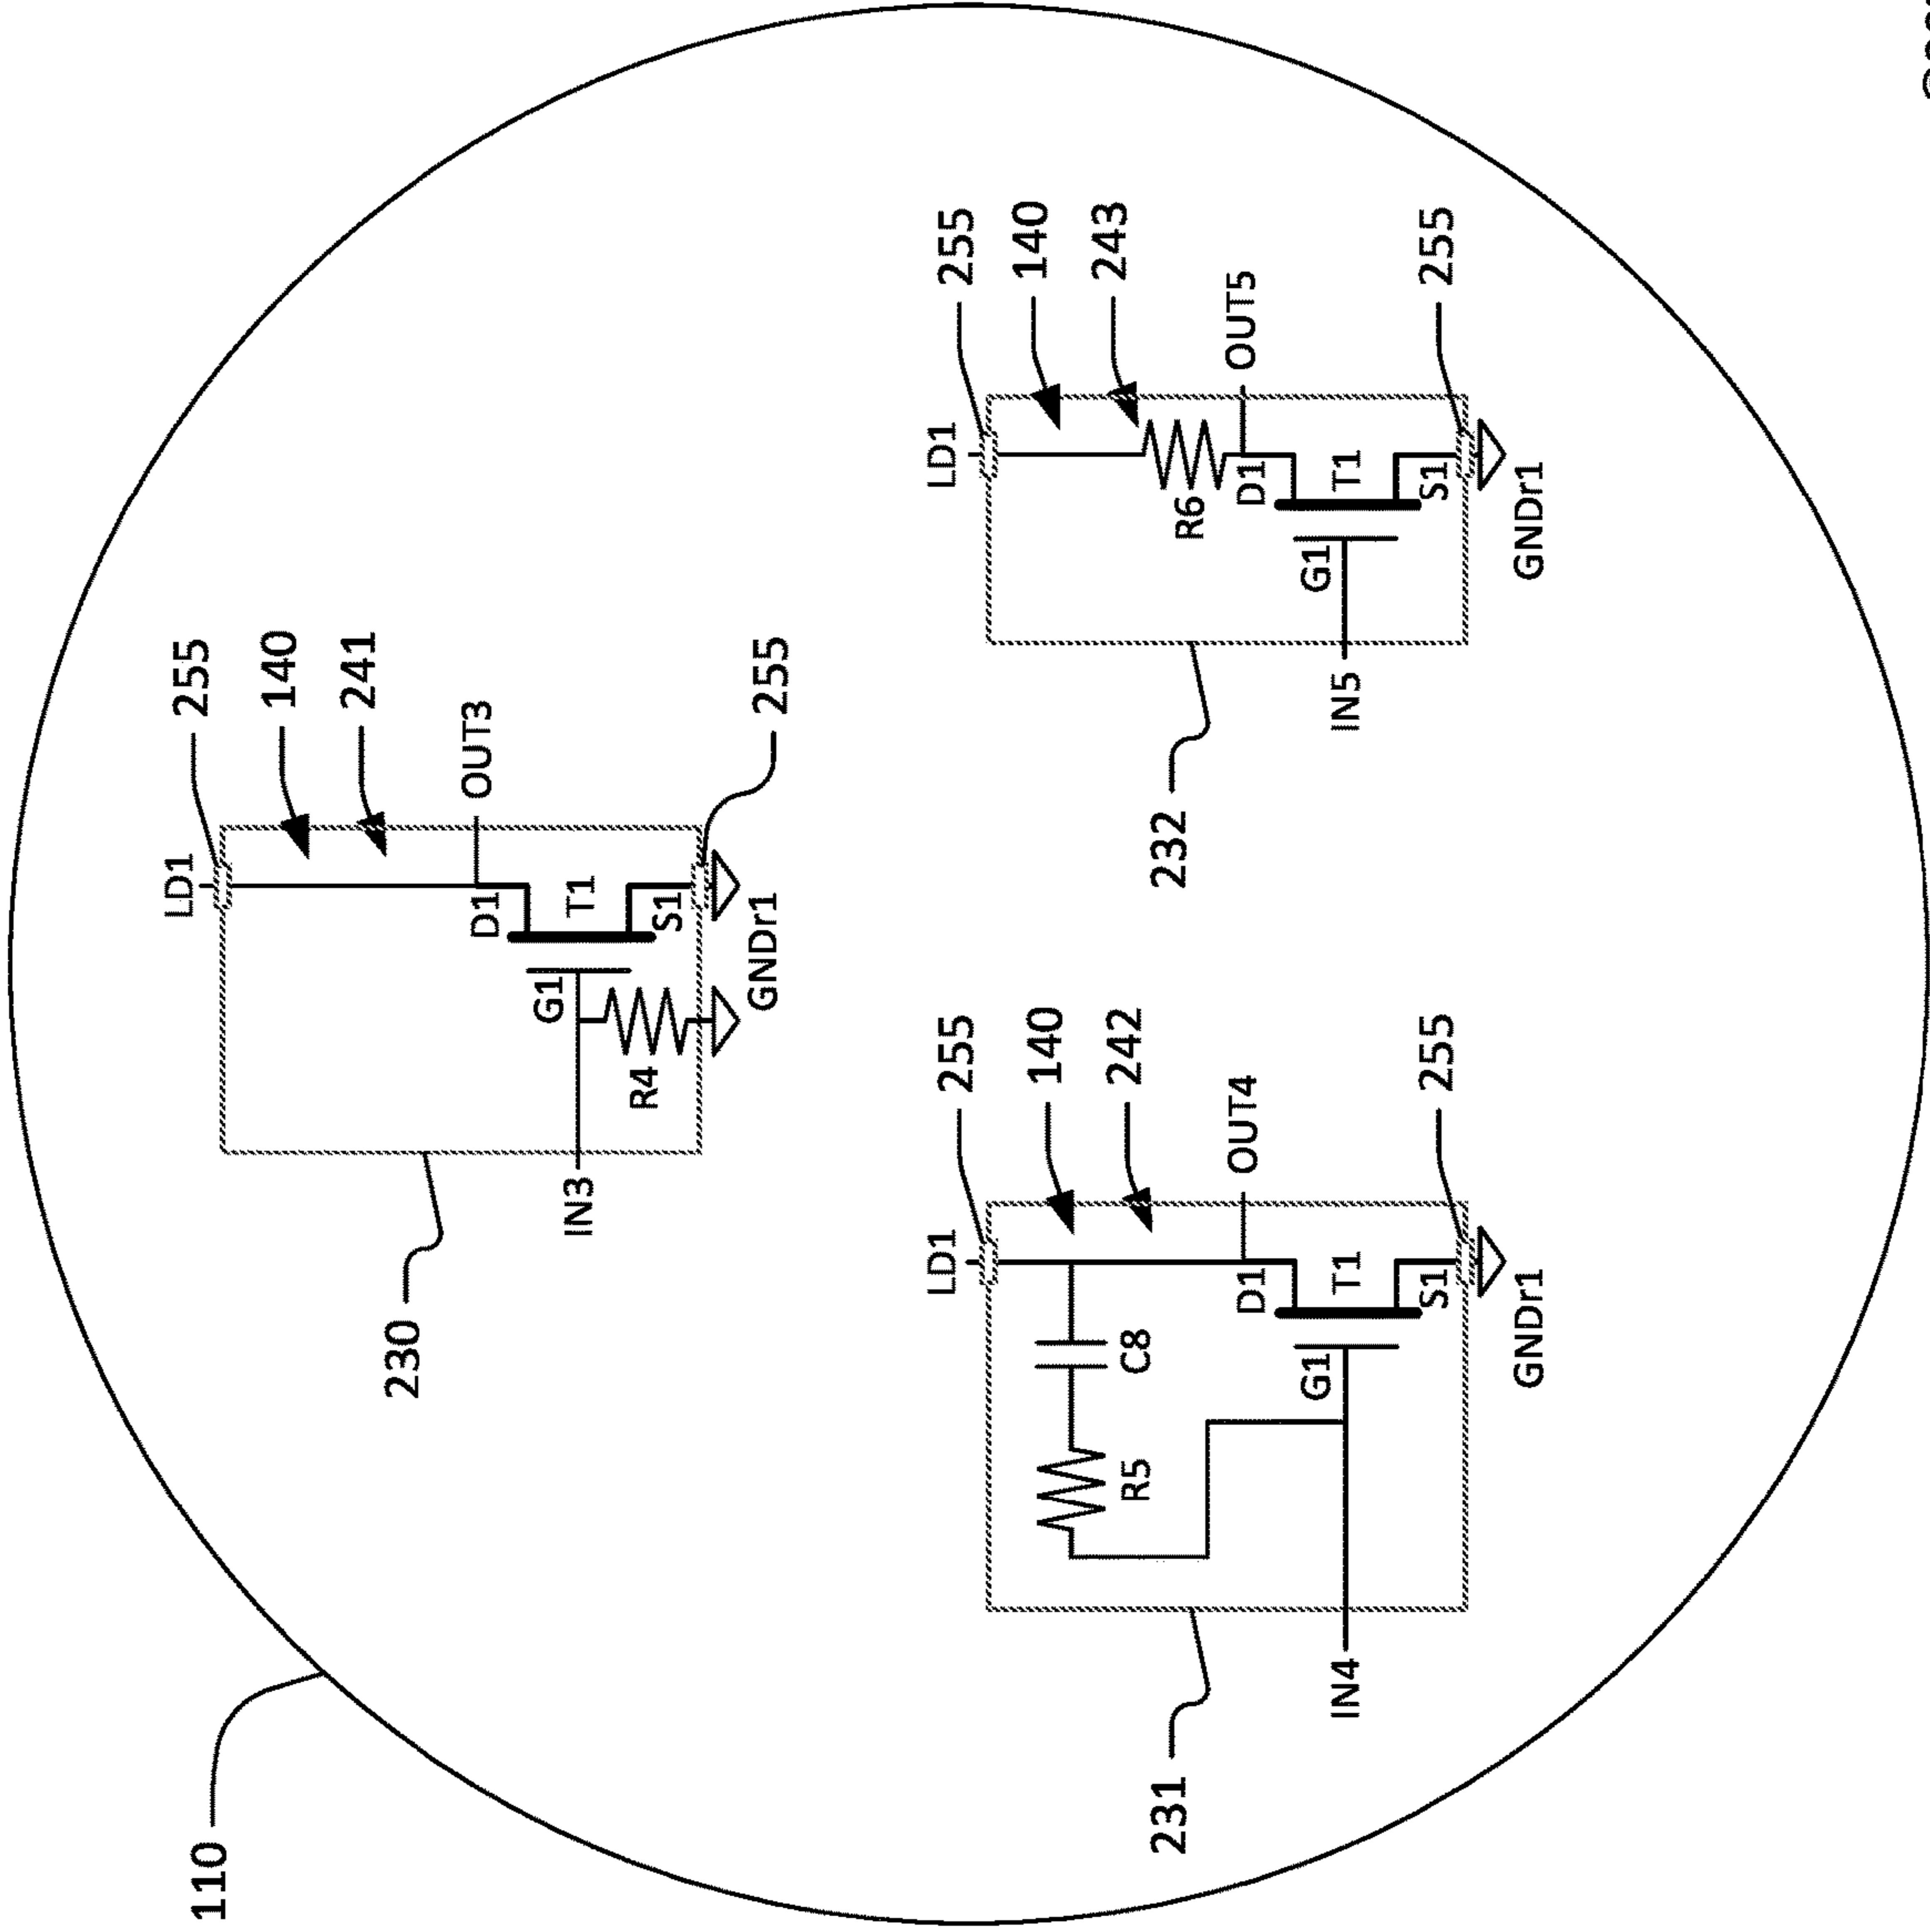 110
230
LD1
255
140
241
OUT3
D1
T1
G1
S1
IN3
R4
GNDr1
255
231
LD1
255
140
242
OUT4
C8
R5
D1
T1
G1
S1
IN4
GNDr1
255
232
LD1
255
140
243
OUT5
R6
D1
T1
G1
S1
IN5
GNDr1
255